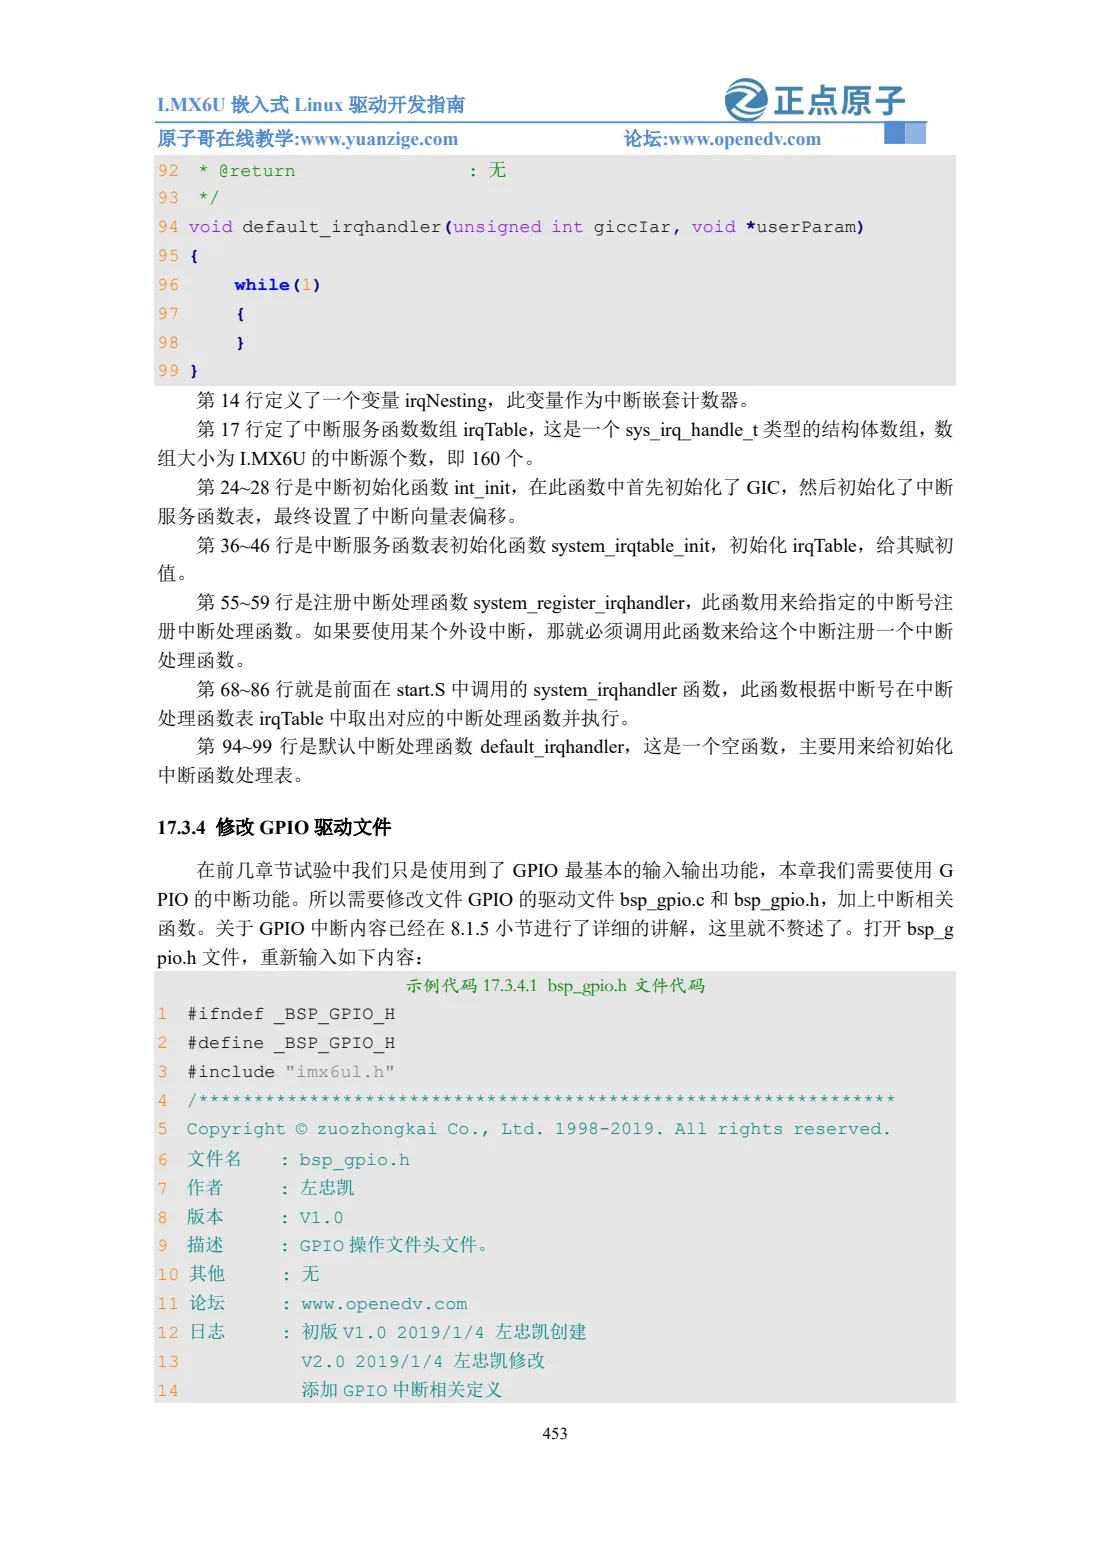 I.MX6U 嵌入式 Linux 驱动开发指南
正点原子
原子哥在线教学:www.yuanzige.com 论坛:www.openedv.com
92 * @return : 无
93 */
94 void default_irqhandler(unsigned int giccIar, void *userParam)
95 {
96 while(1)
97 {
98 }
99 }
第 14 行定义了一个变量 irqNesting，此变量作为中断嵌套计数器。
第 17 行定了中断服务函数数组 irqTable，这是一个 sys_irq_handle_t 类型的结构体数组，数
组大小为 I.MX6U 的中断源个数，即 160 个。
第 24~28 行是中断初始化函数 int_init，在此函数中首先初始化了 GIC，然后初始化了中断
服务函数表，最终设置了中断向量表偏移。
第 36~46 行是中断服务函数表初始化函数 system_irqtable_init，初始化 irqTable，给其赋初
值。
第 55~59 行是注册中断处理函数 system_register_irqhandler，此函数用来给指定的中断号注
册中断处理函数。如果要使用某个外设中断，那就必须调用此函数来给这个中断注册一个中断
处理函数。
第 68~86 行就是前面在 start.S 中调用的 system_irqhandler 函数，此函数根据中断号在中断
处理函数表 irqTable 中取出对应的中断处理函数并执行。
第 94~99 行是默认中断处理函数 default_irqhandler，这是一个空函数，主要用来给初始化
中断函数处理表。
17.3.4 修改 GPIO 驱动文件
在前几章节试验中我们只是使用到了 GPIO 最基本的输入输出功能，本章我们需要使用 G
PIO 的中断功能。所以需要修改文件 GPIO 的驱动文件 bsp_gpio.c 和 bsp_gpio.h，加上中断相关
函数。关于 GPIO 中断内容已经在 8.1.5 小节进行了详细的讲解，这里就不赘述了。打开 bsp_g
pio.h 文件，重新输入如下内容：
示例代码 17.3.4.1 bsp_gpio.h 文件代码
1 #ifndef _BSP_GPIO_H
2 #define _BSP_GPIO_H
3 #include "imx6ul.h"
4 /***************************************************************
5 Copyright © zuozhongkai Co., Ltd. 1998-2019. All rights reserved.
6 文件名 : bsp_gpio.h
7 作者 : 左忠凯
8 版本 : V1.0
9 描述 : GPIO 操作文件头文件。
10 其他 : 无
11 论坛 : www.openedv.com
12 日志 : 初版 V1.0 2019/1/4 左忠凯创建
13 V2.0 2019/1/4 左忠凯修改
14 添加 GPIO 中断相关定义
453